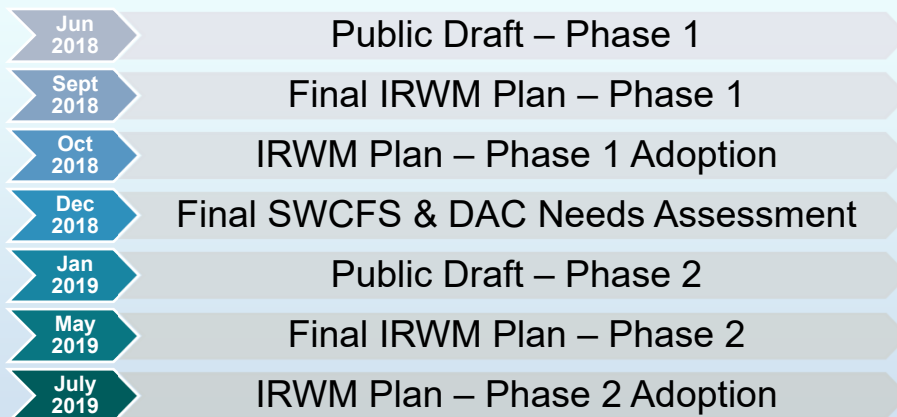 Jun
2018
Public Draft – Phase 1
Sept
2018
Final IRWM Plan – Phase 1
Oct
2018
IRWM Plan – Phase 1 Adoption
Dec
2018
Final SWCFS & DAC Needs Assessment
Jan
2019
Public Draft – Phase 2
May
2019
Final IRWM Plan – Phase 2
July
2019
IRWM Plan – Phase 2 Adoption